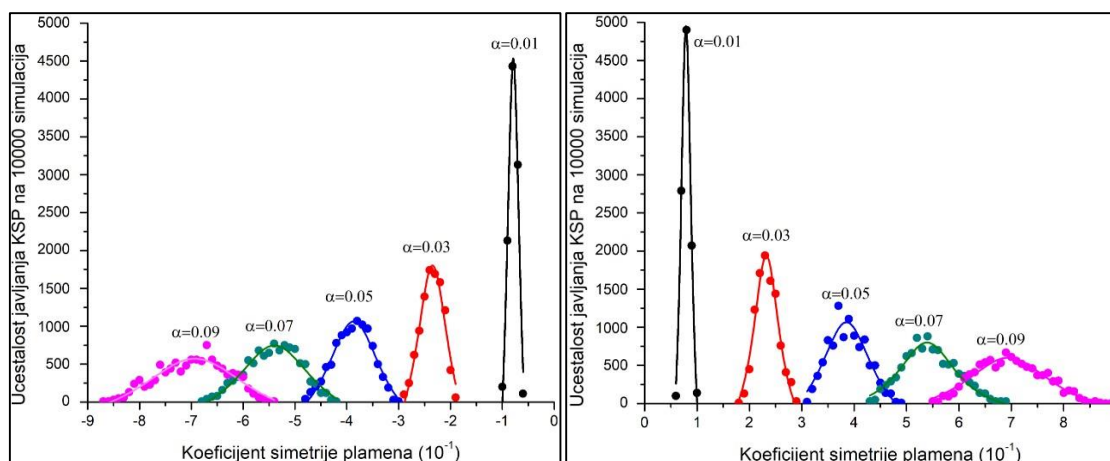 Ucestalost javljanja KSP na 10000 simulacija
5000
4500
4000
3500
3000
2500
2000
1500
1000
500
0
α=0.01
α=0.03
α=0.05
α=0.07
α=0.09
-9 -8 -7 -6 -5 -4 -3 -2 -1 0
Koeficijent simetrije plamena (10⁻¹)
Ucestalost javljanja KSP na 10000 simulacija
5000
4500
4000
3500
3000
2500
2000
1500
1000
500
0
α=0.01
α=0.03
α=0.05
α=0.07
α=0.09
0 1 2 3 4 5 6 7 8
Koeficijent simetrije plamena (10⁻¹)